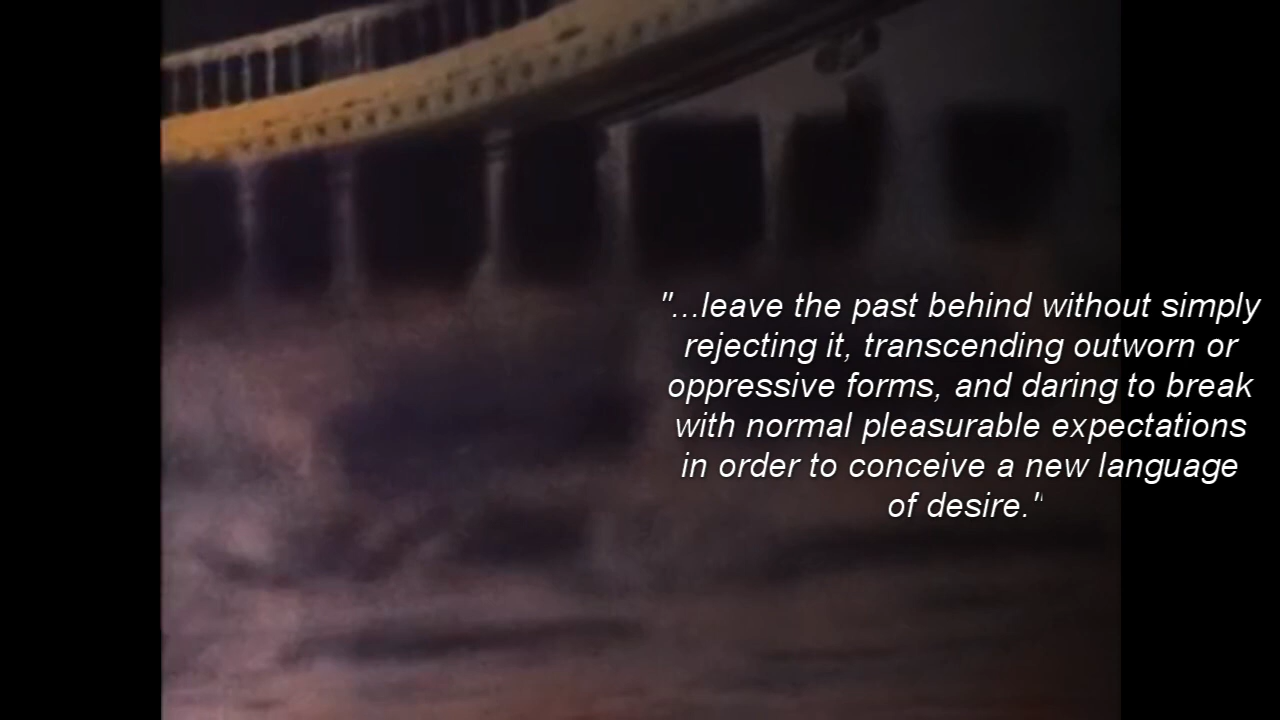 "...leave the past behind without simply
rejecting it, transcending outworn or
oppressive forms, and daring to break
with normal pleasurable expectations
in order to conceive a new language
of desire."